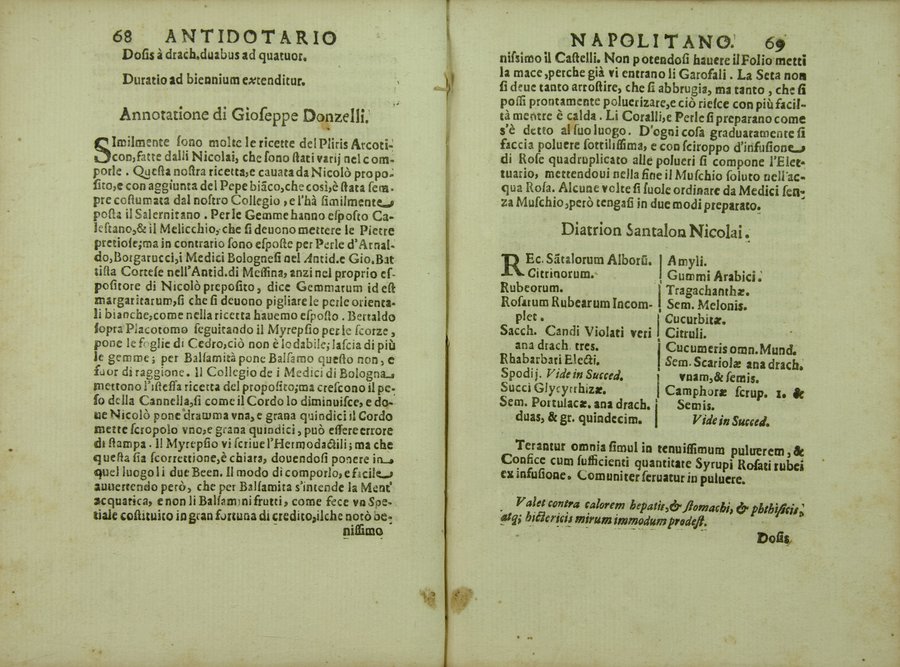 68 ANTIDOTARIO
Dosis à drach.duabus ad quatuor.
Duratio ad biennium extenditur.
Annotatione di Gioseppe Donzelli.
SImilmente sono molte le ricette del Pliris Arcoti-
con,fatte dalli Nicolai, che sono stati varij nel com-
porle . Questa nostra ricetta,e cauata da Nicolò propo-
sito,e con aggiunta del Pepe biãco,che così,è stata sem-
pre costumata dal nostro Collegio , e l'hà similmente
posta il Salernitano . Per le Gemme hanno esposto Ca-
lestano,& il Melicchio, che si deuono mettere le Pietre
pretiose;ma in contrario sono esposte per Perle d'Arnal-
do,Borgarucci,i Medici Bolognesi nel Antid.e Gio.Bat
tista Cortese nell'Antid.di Messina, anzi nel proprio es-
positore di Nicolò preposito , dice Gemmarum id est
margaritarum,si che si deuono pigliare le perle orienta-
li bianche,come nella ricetta hauemo esposto . Bertaldo
sopra Placotomo seguitando il Myrepsio per le scorze ,
pone le foglie di Cedro,ciò non è lodabile; lascia di più
le gemme ; per Balsamita pone Balsamo questo non , e
fuor di raggione. Il Collegio de i Medici di Bologna
mettono l'istessa ricetta del proposito;ma crescono il pe-
so della Cannella,si come il Cordo lo diminuisce, e do-
ue Nicolò pone dramma vna, e grana quindici il Cordo
mette scropolo vno,e grana quindici , può essere errore
di stampa . Il Myrepsio vi scriue l'Hermodactili; ma che
questa sia scorrettione,è chiara, douendosi ponere in
quel luogo li due Been. Il modo di comporlo,e facile
auuertendo però, che per Balsamita s'intende la Ment'
acquatica, e non li Balsamini frutti, come fece vn Spe-
tiale costituito in gran fortuna di credito,ilche notò be-
nissimo
NAPOLITANO. 69
nissimo il Castelli. Non potendosi hauere il Folio metti
la mace,perche già vi entrano li Garofali . La Seta non
si deue tanto arrostire, che si abbrugia, ma tanto , che si
possi prontamente poluerizare,e ciò riesce con più facil-
tà mentre è calda . Li Coralli,e Perle si preparano come
s'è detto al suo luogo. D'ogni cosa graduatamente si
faccia poluere sottilissima, e con sciroppo d'infusione
di Rose quadruplicato alle polueri si compone l'Elet-
tuario, mettendoui nella fine il Muschio soluto nell'ac-
qua Rosa. Alcune volte si suole ordinare da Medici sen-
za Muschio,però tengasi in due modi preparato.
Diatrion Santalon Nicolai.
REc. Sãtalorum Alborũ.
Citrinorum.
Rubeorum.
Rosarum Rubearum Incom-
plet .
Sacch. Candi Violati veri
ana drach. tres.
Rhabarbati Electi.
Spodij. Vide in Succed.
Succi Glycyrrhizæ.
Sem. Portulacæ. ana drach.
duas, & gr. quindecim.
Amyli.
Gummi Arabici.
Tragachanthæ.
Sem. Melonis.
Cucurbitæ.
Citruli.
Cucumeris omn. Mund.
Sem. Scariolæ ana drach.
vnam,& semis.
Camphoræ scrup. 1. &
Semis.
Vide in Succed.
Terantur omnia simul in tenuissimum puluerem, &
Confice cum sufficienti quantitate Syrupi Rosati rubei
ex infusione. Comuniter seruatur in puluere.
Valet contra calorem hepatis,& stomachi, & phthisicis,
atq; hictericis mirum immodum prodest.
Dosis